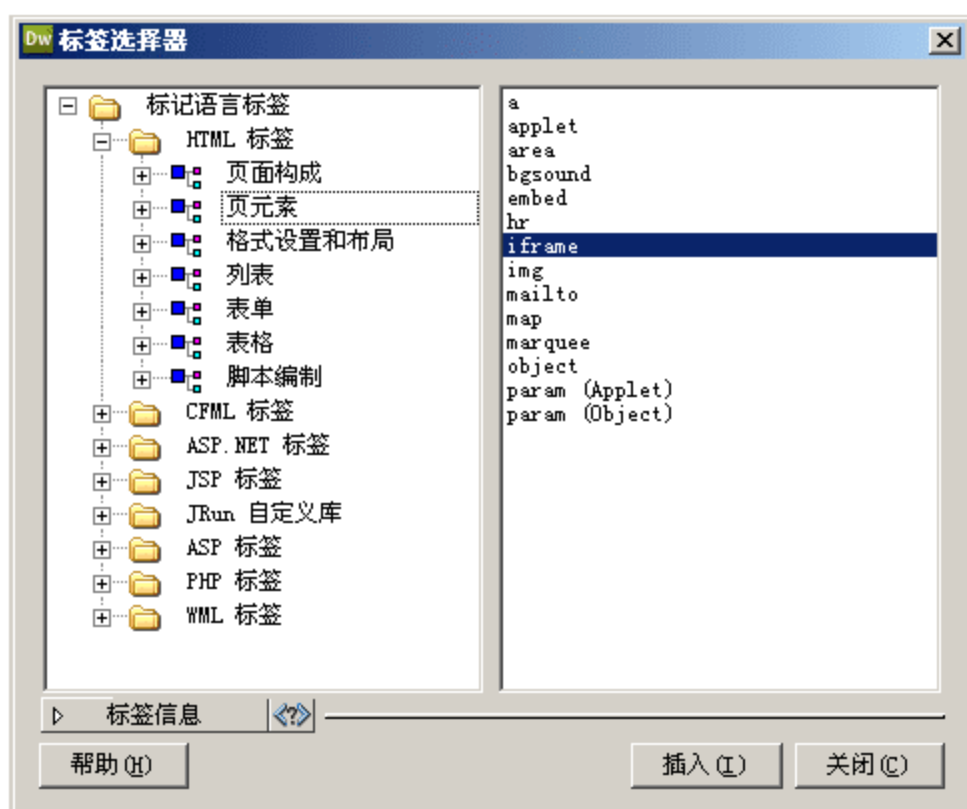 Dw 标签选择器
标记语言标签
HTML 标签
页面构成
页元素
格式设置和布局
列表
表单
表格
脚本编制
CFML 标签
ASP.NET 标签
JSP 标签
JRun 自定义库
ASP 标签
PHP 标签
WML 标签
a
applet
area
bgsound
embed
hr
iframe
img
mailto
map
marquee
object
param (Applet)
param (Object)
标签信息
帮助(H)
插入(I)
关闭(C)